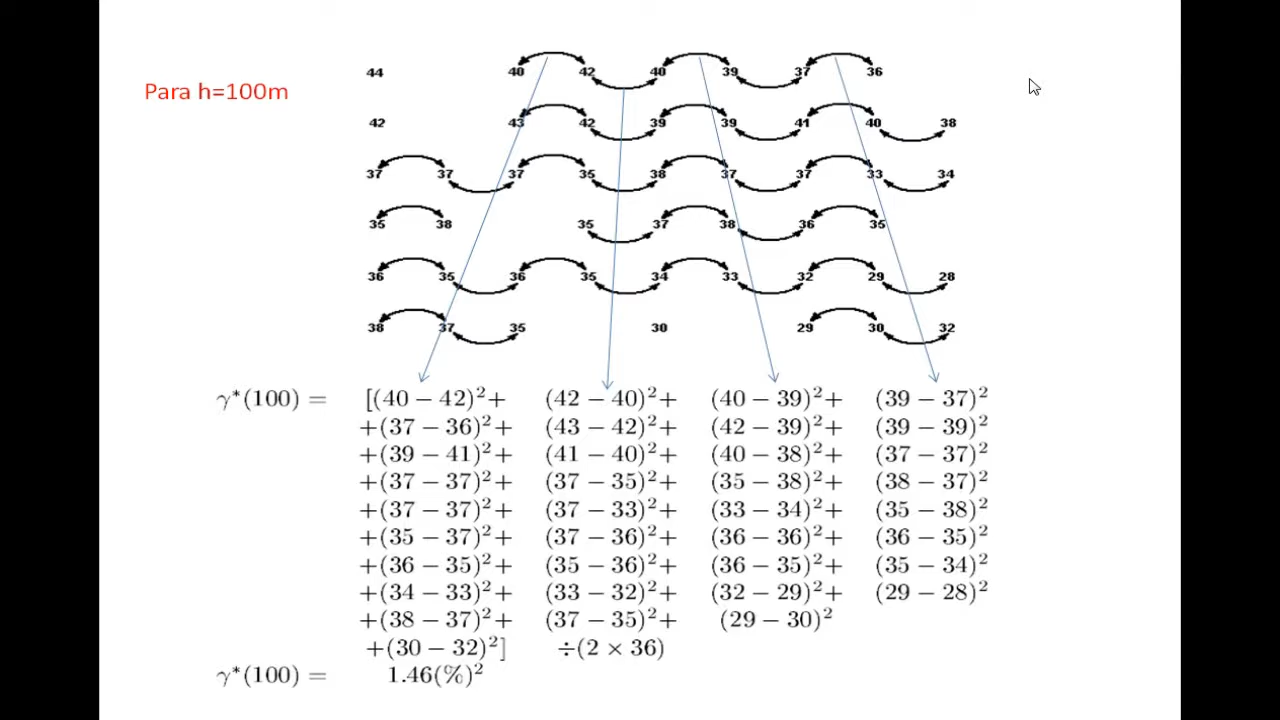 44 40 42 40 39 37 36
Para h=100m
42 43 42 39 39 41 40 38
37 37 37 35 38 37 37 33 34
35 38 35 37 38 36 35
36 35 36 35 34 33 32 29 28
38 37 35 30 29 30 32
γ*(100) = [(40 − 42)²+ (42 − 40)²+ (40 − 39)²+ (39 − 37)²
+(37 − 36)²+ (43 − 42)²+ (42 − 39)²+ (39 − 39)²
+(39 − 41)²+ (41 − 40)²+ (40 − 38)²+ (37 − 37)²
+(37 − 37)²+ (37 − 35)²+ (35 − 38)²+ (38 − 37)²
+(37 − 37)²+ (37 − 33)²+ (33 − 34)²+ (35 − 38)²
+(35 − 37)²+ (37 − 36)²+ (36 − 36)²+ (36 − 35)²
+(36 − 35)²+ (35 − 36)²+ (36 − 35)²+ (35 − 34)²
+(34 − 33)²+ (33 − 32)²+ (32 − 29)²+ (29 − 28)²
+(38 − 37)²+ (37 − 35)²+ (29 − 30)²
+(30 − 32)²] ÷(2 × 36)
γ*(100) = 1.46(%)²